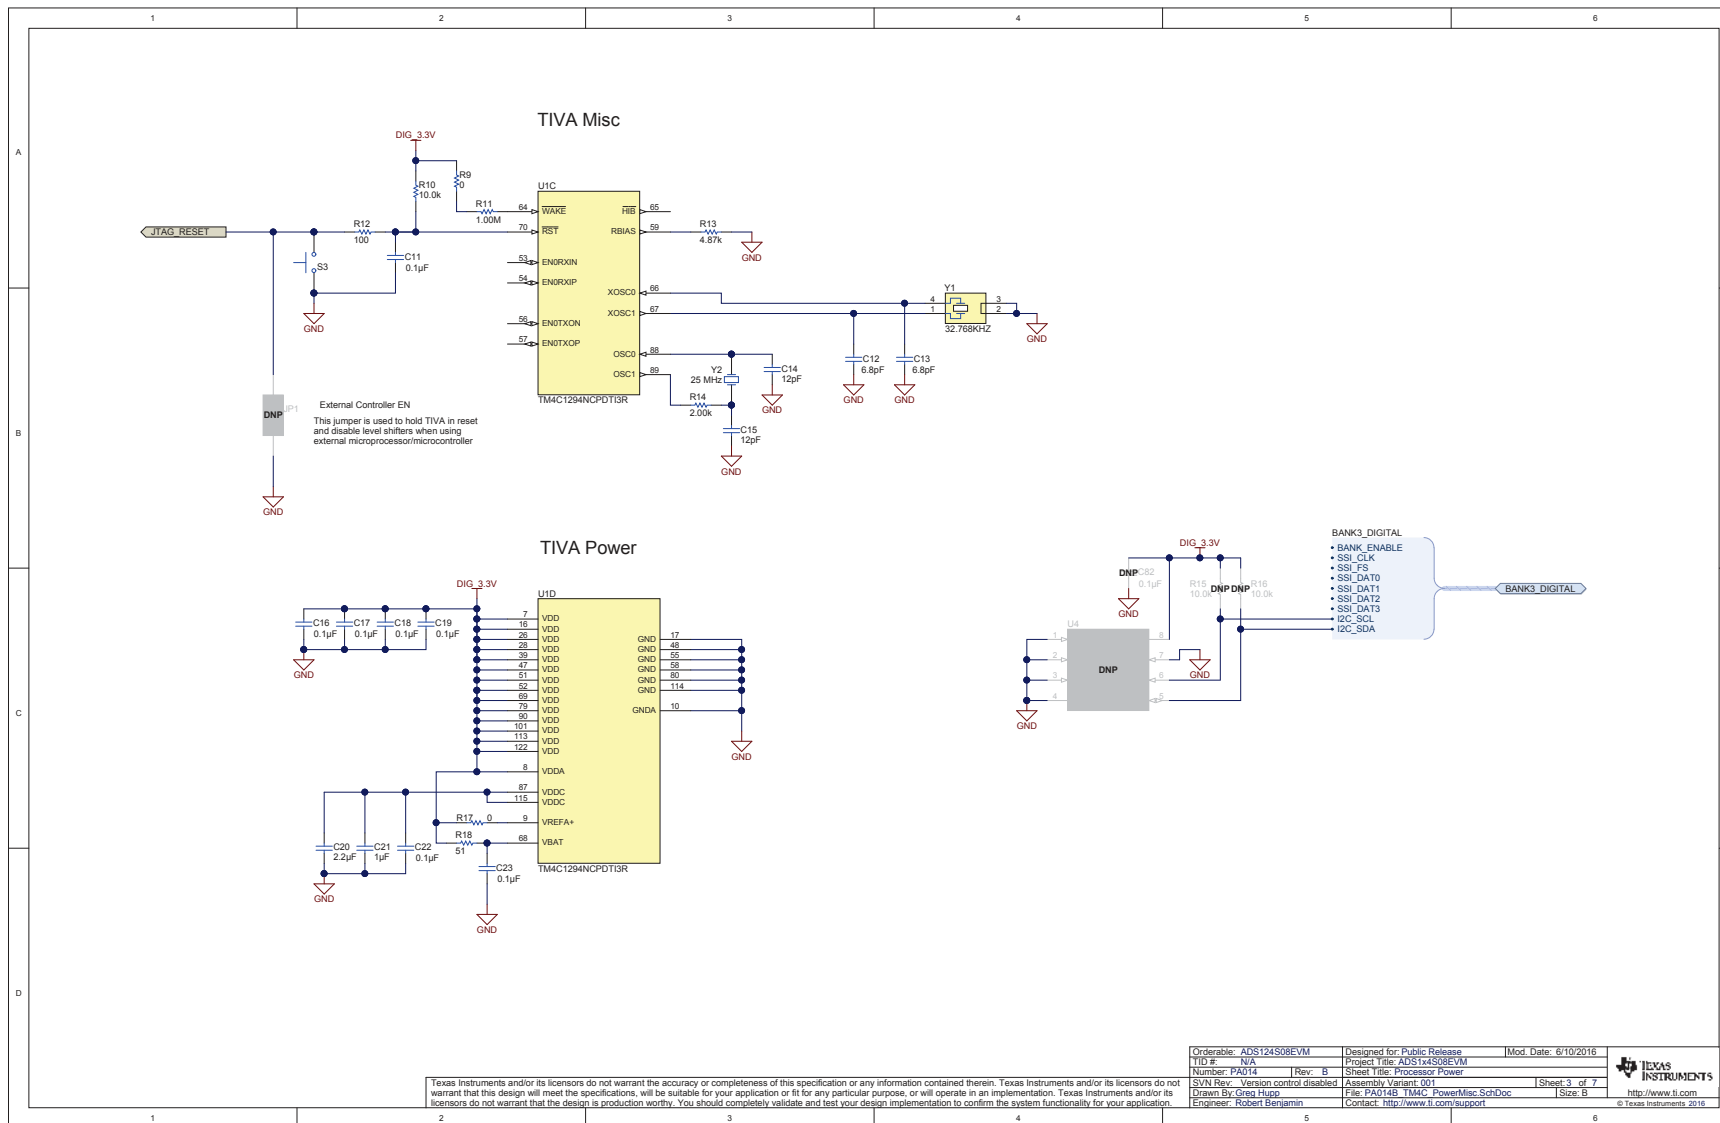 1 2 3 4 5 6
A
B
C
D
TIVA Misc
DIG_3.3V
R10
10.0k
R9
0
R11
1.00M
JTAG_RESET
R12
100
S3
C11
0.1µF
GND
DNP JP1
GND
External Controller EN
This jumper is used to hold TIVA in reset
and disable level shifters when using
external microprocessor/microcontroller
U1C
64 WAKE
70 RST
53 EN0RXIN
54 EN0RXIP
56 EN0TXON
57 EN0TXOP
HIB 65
RBIAS 59
XOSC0 66
XOSC1 67
OSC0 88
OSC1 89
TM4C1294NCPDTI3R
R13
4.87k
GND
Y1
4 3
1 2
32.768KHZ
GND
C12
6.8pF
GND
C13
6.8pF
GND
Y2
25 MHz
C14
12pF
GND
R14
2.00k
C15
12pF
GND
TIVA Power
DIG_3.3V
C16
0.1µF
C17
0.1µF
C18
0.1µF
C19
0.1µF
GND
U1D
7 VDD
16 VDD
26 VDD
28 VDD
39 VDD
47 VDD
51 VDD
52 VDD
69 VDD
79 VDD
90 VDD
101 VDD
113 VDD
122 VDD
8 VDDA
87 VDDC
115 VDDC
9 VREFA+
68 VBAT
GND 17
GND 48
GND 55
GND 58
GND 80
GND 114
GNDA 10
TM4C1294NCPDTI3R
GND
R17 0
R18
51
C20
2.2µF
C21
1µF
C22
0.1µF
GND
C23
0.1µF
GND
DIG_3.3V
DNP C82
0.1µF
GND
R15
DNP
10.0k
R16
DNP
10.0k
U4
1 8
2 7
3 6
4 5
DNP
GND
GND
BANK3_DIGITAL
BANK_ENABLE
SSI_CLK
SSI_FS
SSI_DAT0
SSI_DAT1
SSI_DAT2
SSI_DAT3
I2C_SCL
I2C_SDA
BANK3_DIGITAL
Texas Instruments and/or its licensors do not warrant the accuracy or completeness of this specification or any information contained therein. Texas Instruments and/or its licensors do not
warrant that this design will meet the specifications, will be suitable for your application or fit for any particular purpose, or will operate in an implementation. Texas Instruments and/or its
licensors do not warrant that the design is production worthy. You should completely validate and test your design implementation to confirm the system functionality for your application.
Orderable: ADS124S08EVM Designed for: Public Release Mod. Date: 6/10/2016
TID #: N/A Project Title: ADS1x4S08EVM
Number: PA014 Rev: B Sheet Title: Processor Power
SVN Rev: Version control disabled Assembly Variant: 001 Sheet: 3 of 7
Drawn By: Greg Hupp File: PA014B_TM4C_PowerMisc.SchDoc Size: B
Engineer: Robert Benjamin Contact: http://www.ti.com/support
TEXAS
INSTRUMENTS
http://www.ti.com
© Texas Instruments 2016
1 2 3 4 5 6